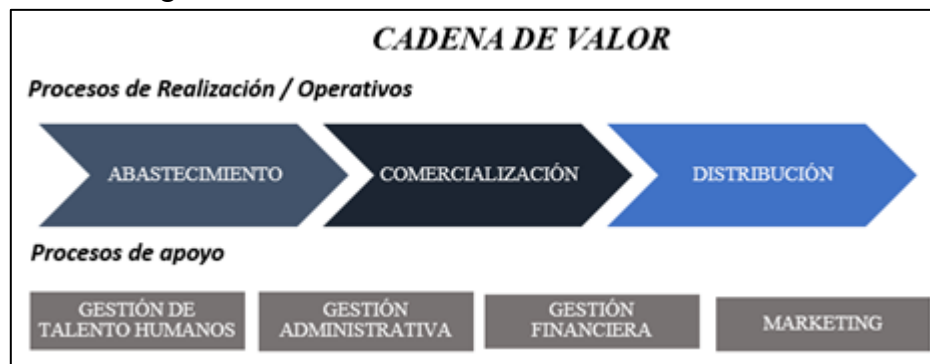 CADENA DE VALOR
Procesos de Realización / Operativos
ABASTECIMIENTO
COMERCIALIZACIÓN
DISTRIBUCIÓN
Procesos de apoyo
GESTIÓN DE
TALENTO HUMANOS
GESTIÓN
ADMINISTRATIVA
GESTIÓN
FINANCIERA
MARKETING